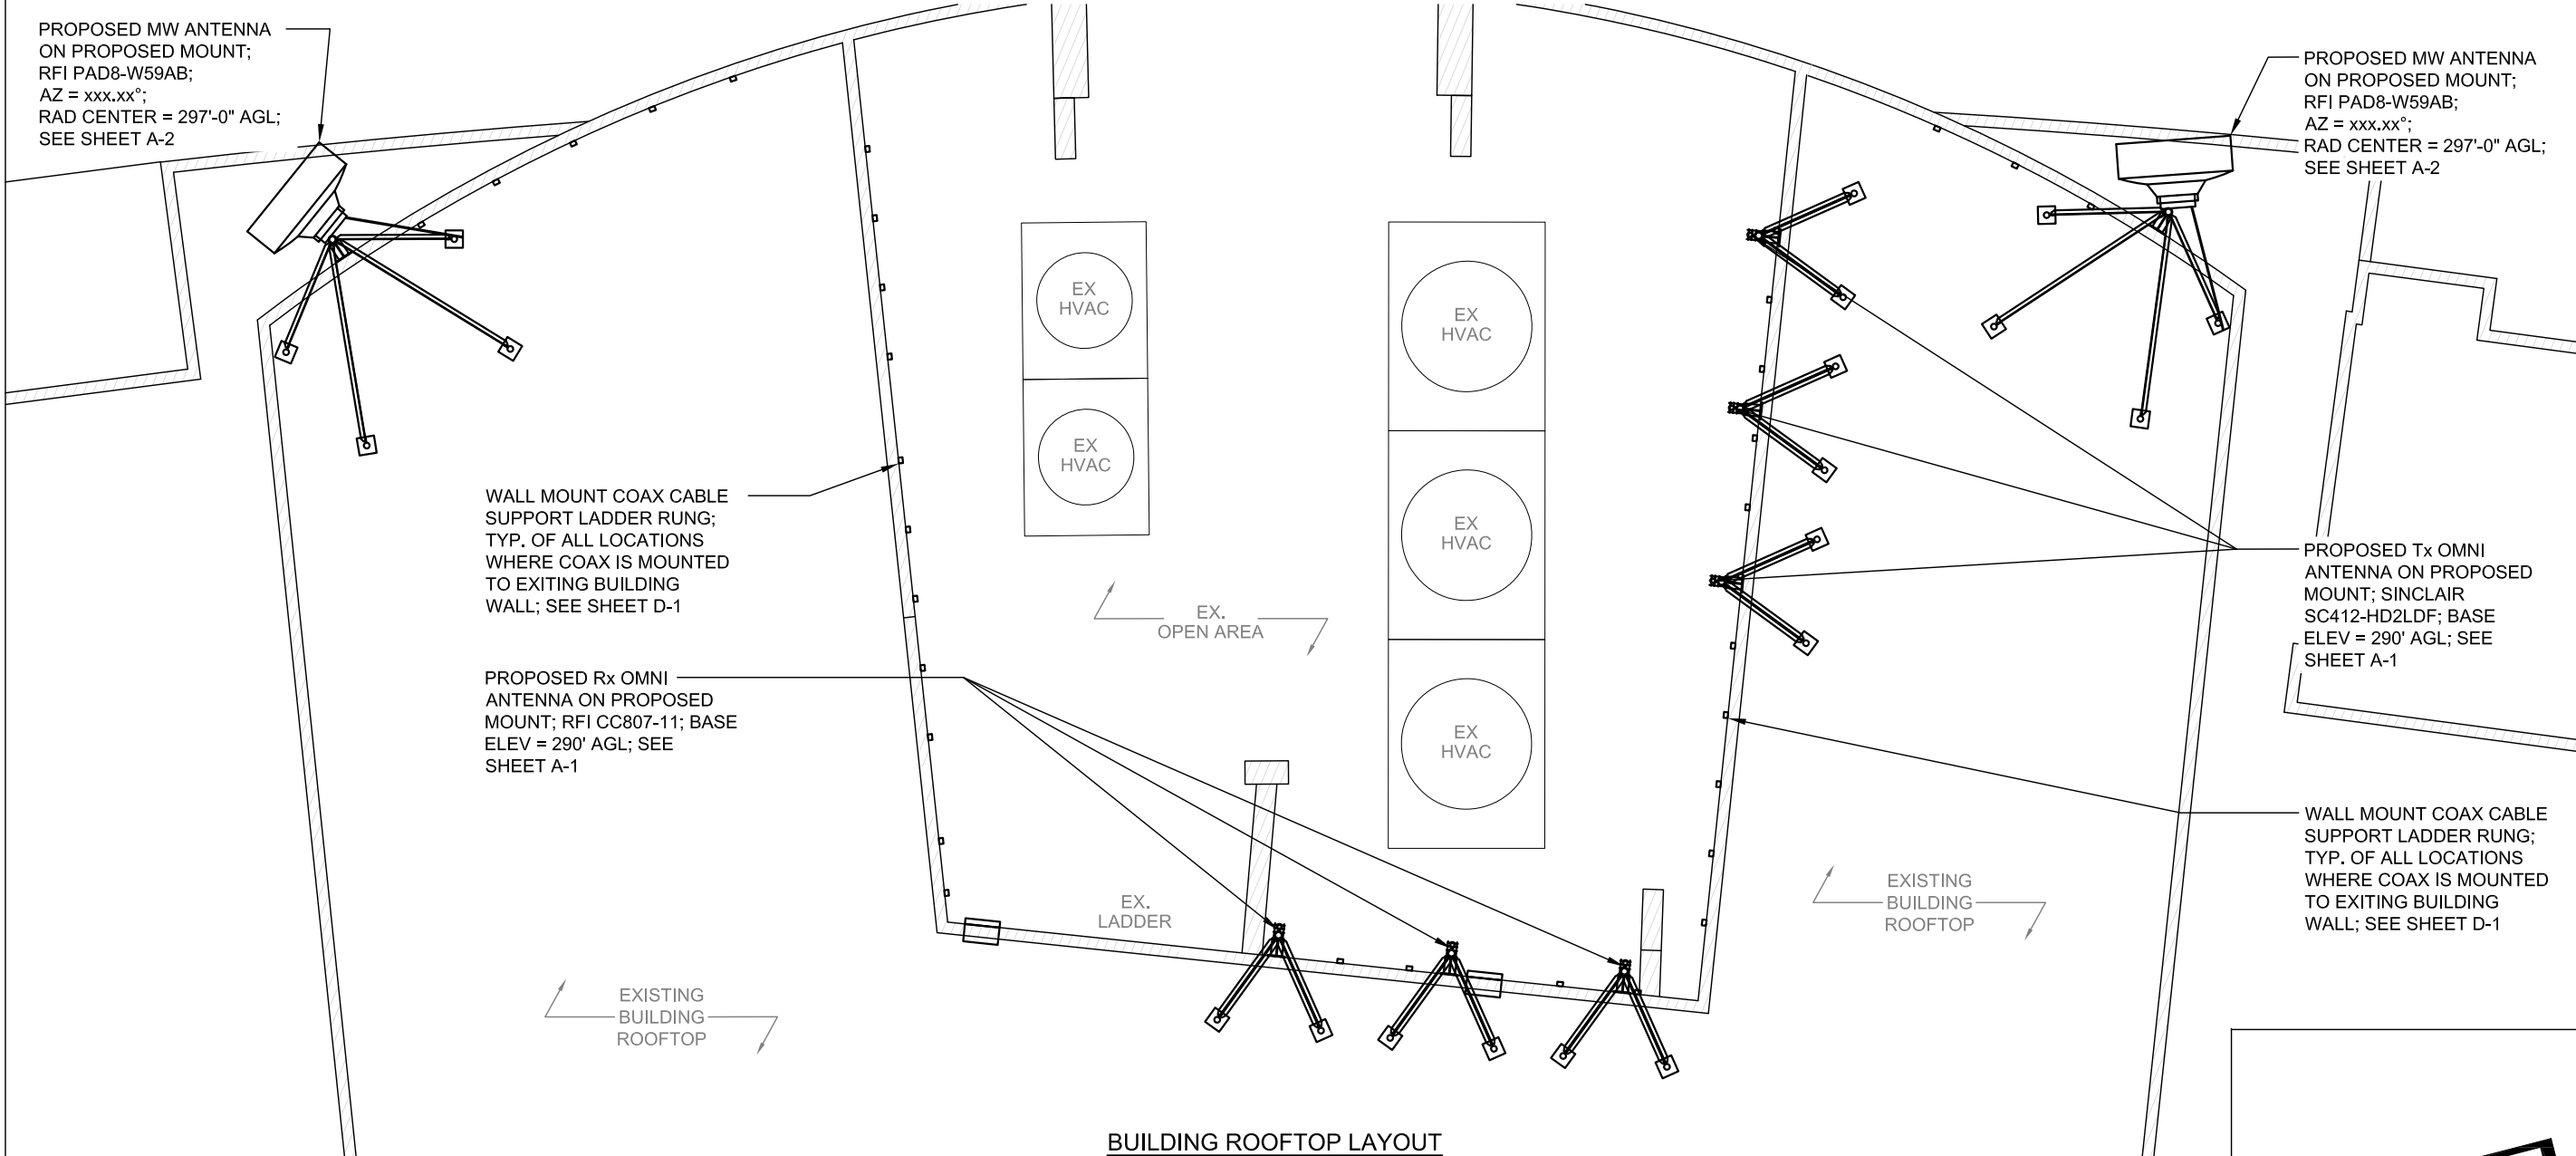 PROPOSED MW ANTENNA
ON PROPOSED MOUNT;
RFI PAD8-W59AB;
AZ = xxx.xx°;
RAD CENTER = 297'-0" AGL;
SEE SHEET A-2
PROPOSED MW ANTENNA
ON PROPOSED MOUNT;
RFI PAD8-W59AB;
AZ = xxx.xx°;
RAD CENTER = 297'-0" AGL;
SEE SHEET A-2
EX
HVAC
EX
HVAC
EX
HVAC
EX
HVAC
EX
HVAC
WALL MOUNT COAX CABLE
SUPPORT LADDER RUNG;
TYP. OF ALL LOCATIONS
WHERE COAX IS MOUNTED
TO EXITING BUILDING
WALL; SEE SHEET D-1
EX.
OPEN AREA
PROPOSED Tx OMNI
ANTENNA ON PROPOSED
MOUNT; SINCLAIR
SC412-HD2LDF; BASE
ELEV = 290' AGL; SEE
SHEET A-1
PROPOSED Rx OMNI
ANTENNA ON PROPOSED
MOUNT; RFI CC807-11; BASE
ELEV = 290' AGL; SEE
SHEET A-1
WALL MOUNT COAX CABLE
SUPPORT LADDER RUNG;
TYP. OF ALL LOCATIONS
WHERE COAX IS MOUNTED
TO EXISTING BUILDING
WALL; SEE SHEET D-1
EX.
LADDER
EXISTING
BUILDING
ROOFTOP
EXISTING
BUILDING
ROOFTOP
BUILDING ROOFTOP LAYOUT